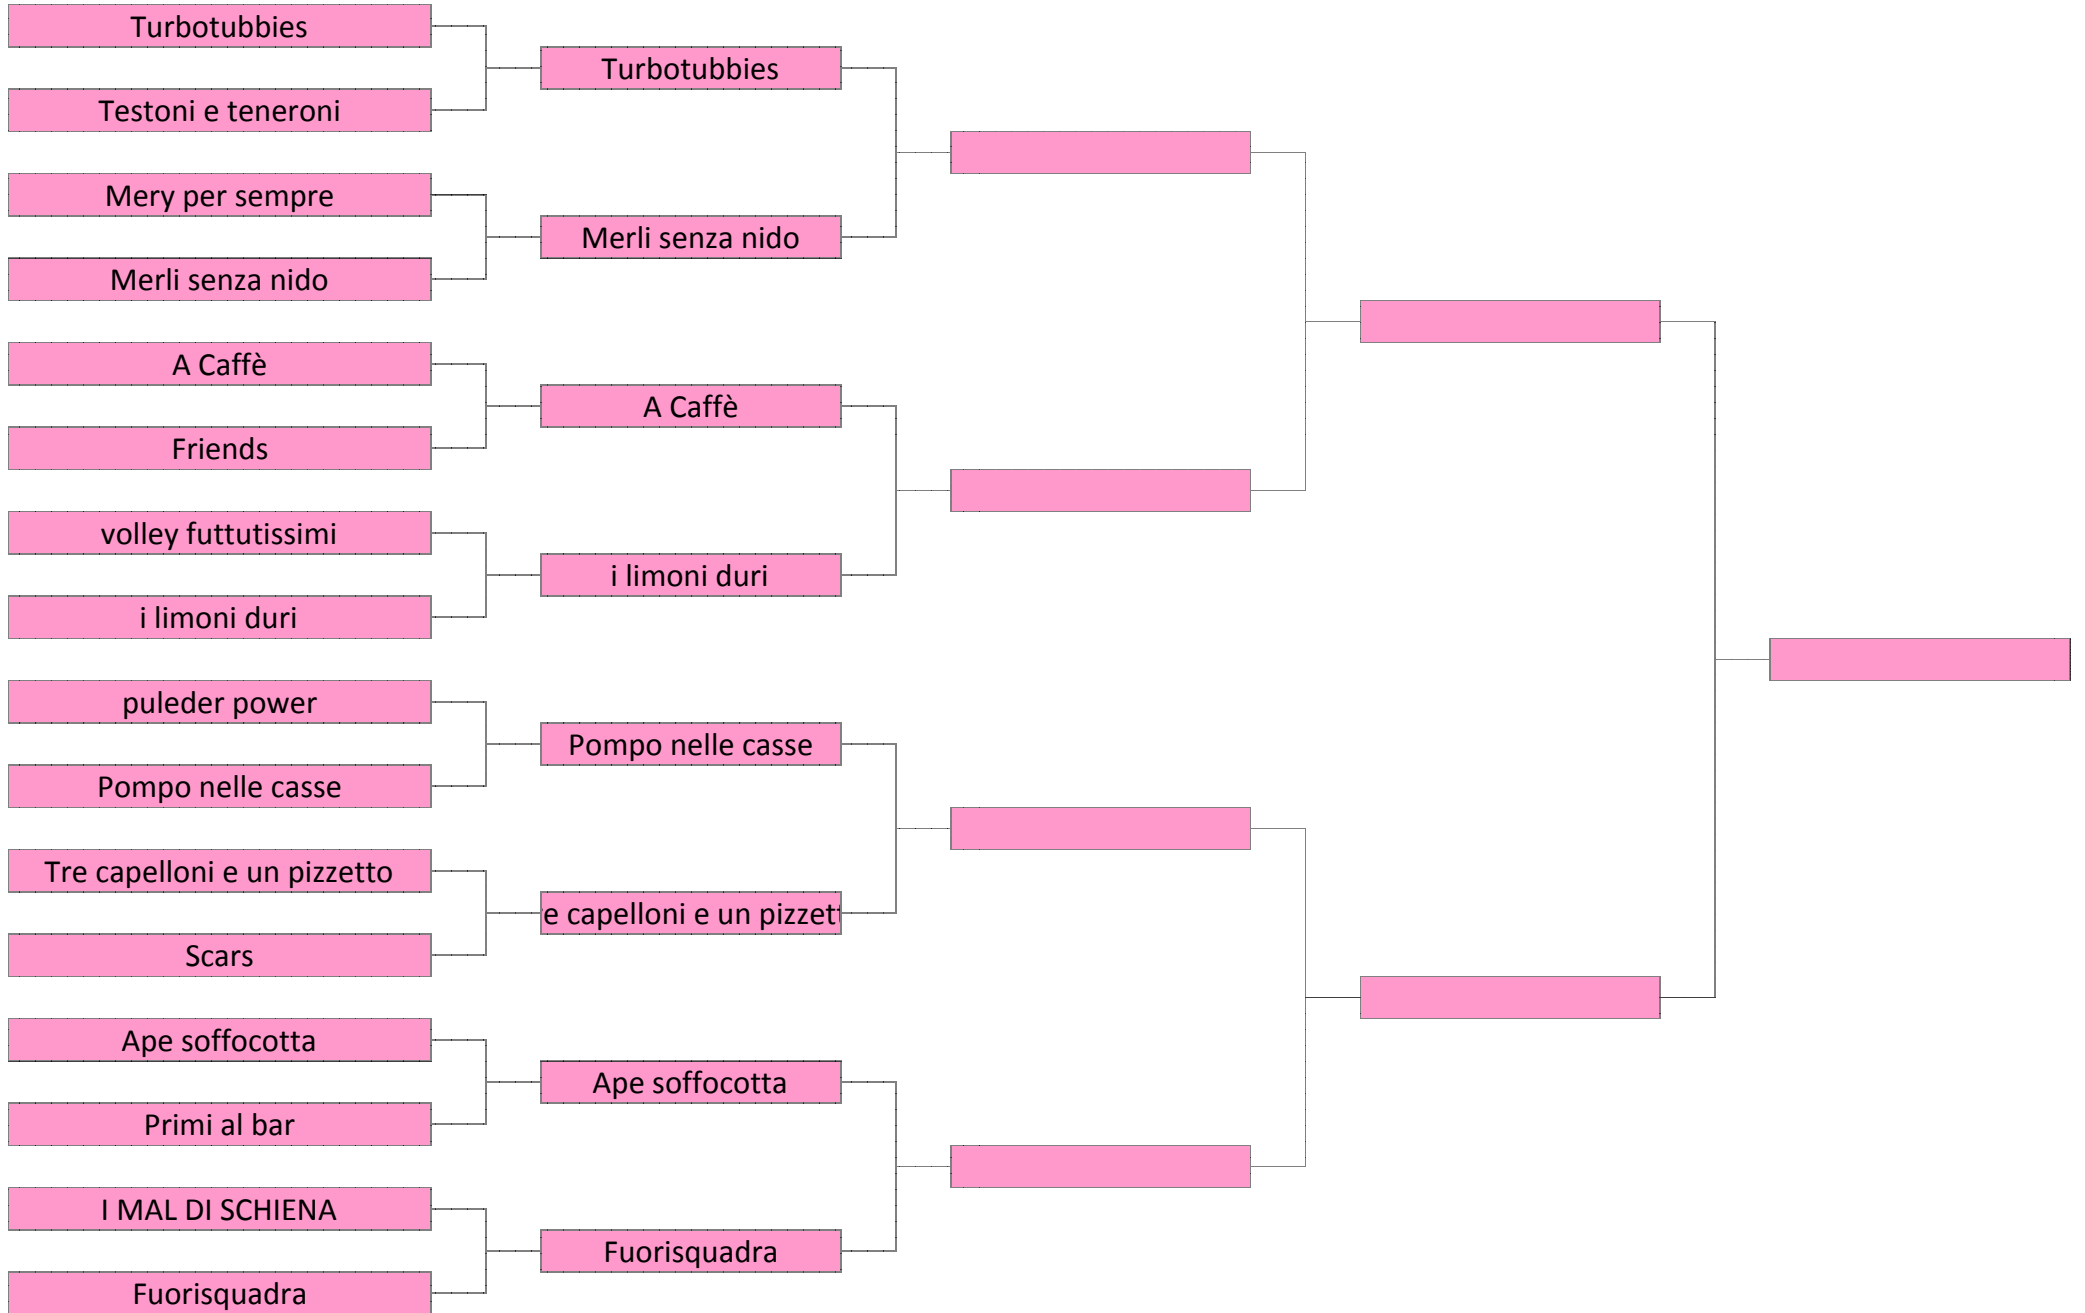 Turbotubbies
Testoni e teneroni
Mery per sempre
Merli senza nido
A Caffè
Friends
volley futtutissimi
i limoni duri
puleder power
Pompo nelle casse
Tre capelloni e un pizzetto
Scars
Ape soffocotta
Primi al bar
I MAL DI SCHIENA
Fuorisquadra
Turbotubbies
Merli senza nido
A Caffè
i limoni duri
Pompo nelle casse
e capelloni e un pizzett
Ape soffocotta
Fuorisquadra